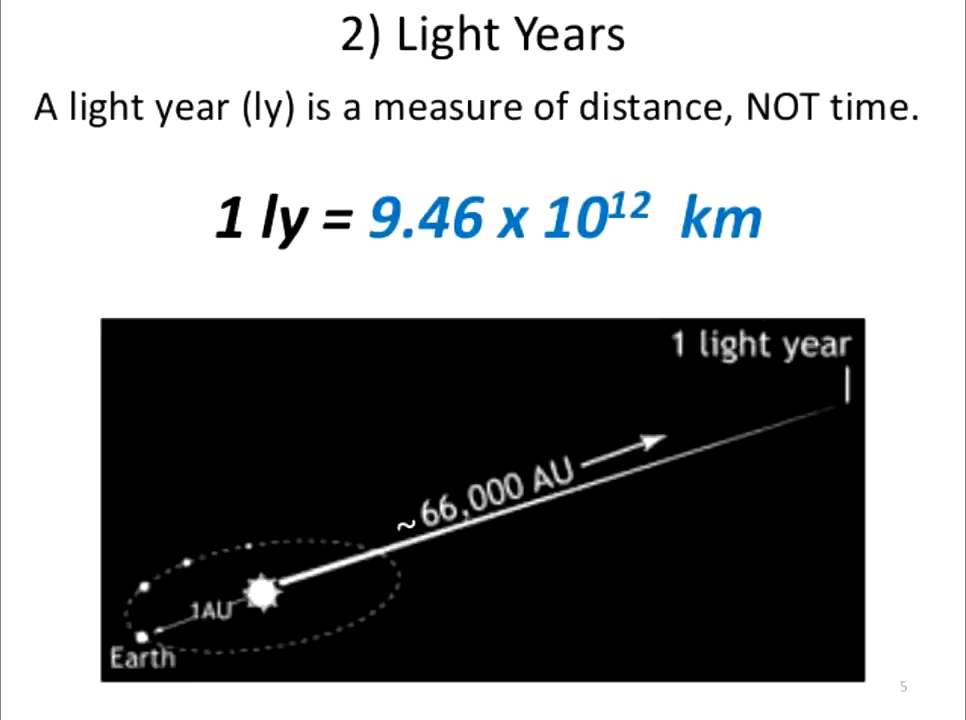 2) Light Years
A light year (ly) is a measure of distance, NOT time.
1 ly = 9.46 x 10¹² km
1 light year
~ 66,000 AU
1AU
Earth
5